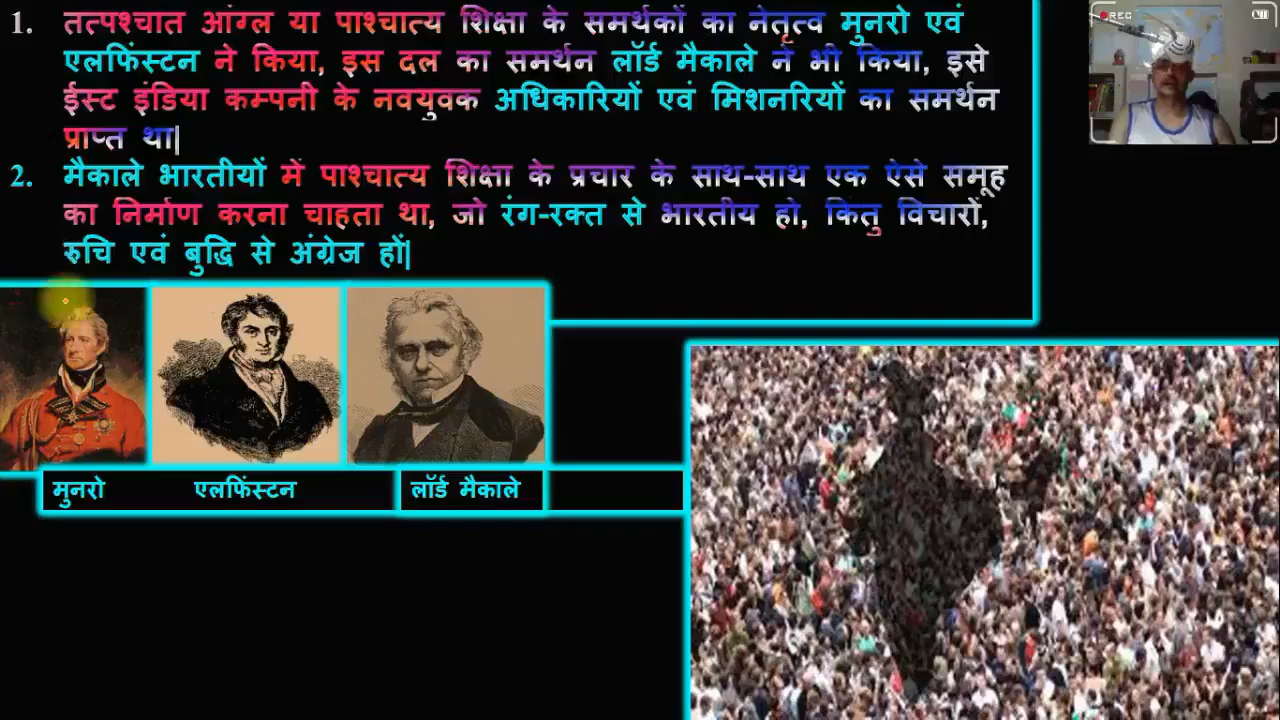 1. तत्पश्चात आंग्ल या पाश्चात्य शिक्षा के समर्थकों का नेतृत्व मुनरो एवं
एलफिंस्टन ने किया, इस दल का समर्थन लॉर्ड मैकाले ने भी किया, इसे
ईस्ट इंडिया कम्पनी के नवयुवक अधिकारियों एवं मिशनरियों का समर्थन
प्राप्त था|
2. मैकाले भारतीयों में पाश्चात्य शिक्षा के प्रचार के साथ-साथ एक ऐसे समूह
का निर्माण करना चाहता था, जो रंग-रक्त से भारतीय हो, किंतु विचारों,
रुचि एवं बुद्धि से अंग्रेज हों|
REC
मुनरो एलफिंस्टन लॉर्ड मैकाले